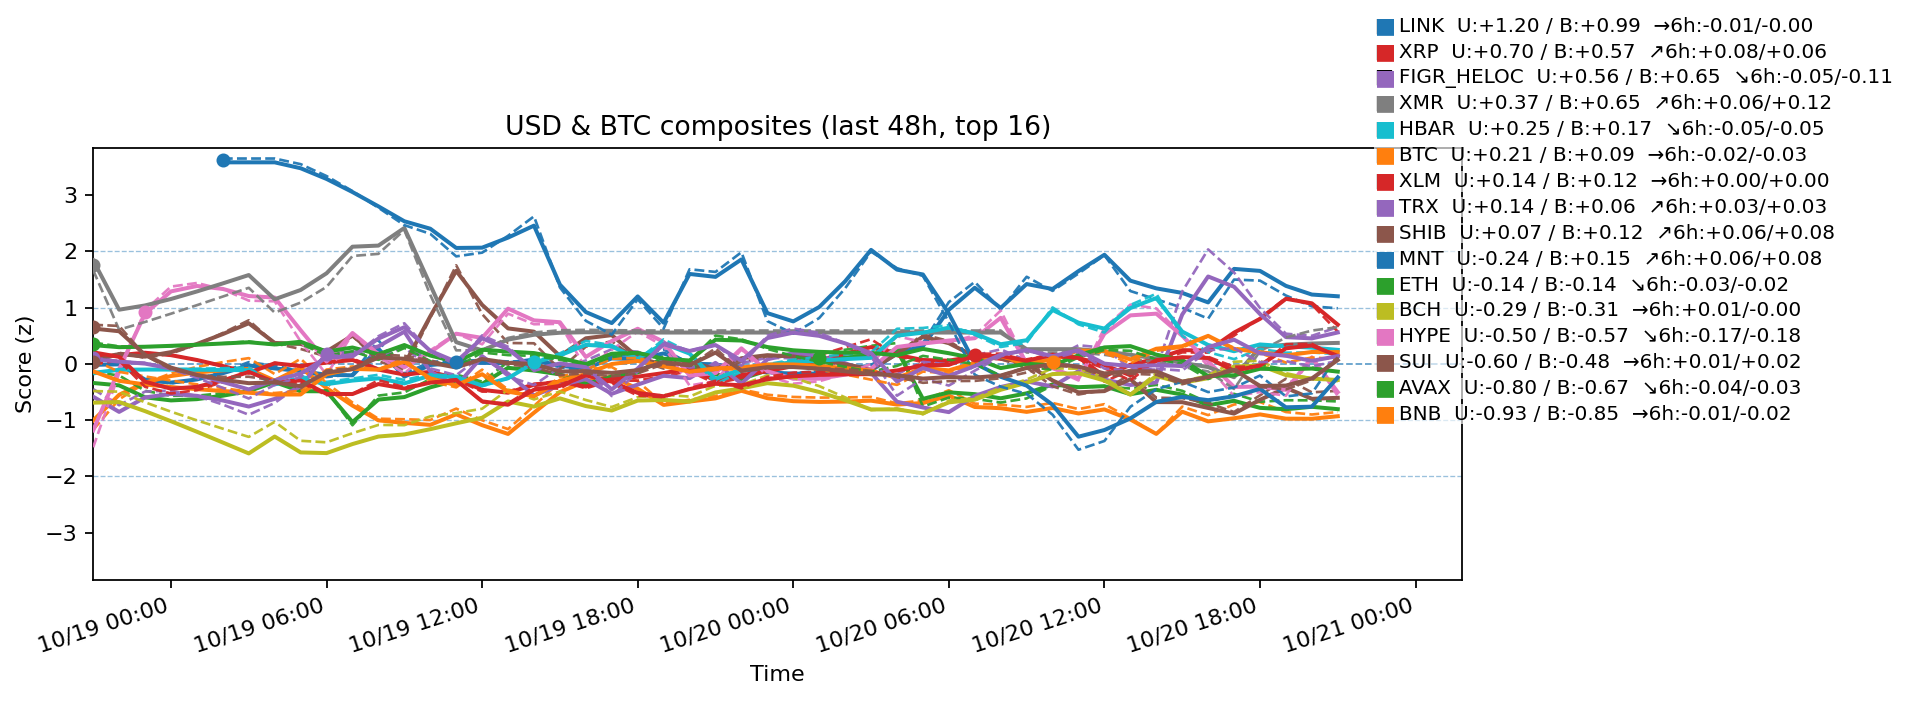 LINK U:+1.20 / B:+0.99 →6h:-0.01/-0.00
XRP U:+0.70 / B:+0.57 ↗6h:+0.08/+0.06
FIGR_HELOC U:+0.56 / B:+0.65 ↘6h:-0.05/-0.11
XMR U:+0.37 / B:+0.65 ↗6h:+0.06/+0.12
HBAR U:+0.25 / B:+0.17 ↘6h:-0.05/-0.05
BTC U:+0.21 / B:+0.09 →6h:-0.02/-0.03
XLM U:+0.14 / B:+0.12 →6h:+0.00/+0.00
TRX U:+0.14 / B:+0.06 ↗6h:+0.03/+0.03
SHIB U:+0.07 / B:+0.12 ↗6h:+0.06/+0.08
MNT U:-0.24 / B:+0.15 ↗6h:+0.06/+0.08
ETH U:-0.14 / B:-0.14 ↘6h:-0.03/-0.02
BCH U:-0.29 / B:-0.31 →6h:+0.01/-0.00
HYPE U:-0.50 / B:-0.57 ↘6h:-0.17/-0.18
SUI U:-0.60 / B:-0.48 →6h:+0.01/+0.02
AVAX U:-0.80 / B:-0.67 ↘6h:-0.04/-0.03
BNB U:-0.93 / B:-0.85 →6h:-0.01/-0.02
USD & BTC composites (last 48h, top 16)
Score (z)
3
2
1
0
−1
−2
−3
10/19 00:00
10/19 06:00
10/19 12:00
10/19 18:00
10/20 00:00
10/20 06:00
10/20 12:00
10/20 18:00
10/21 00:00
Time